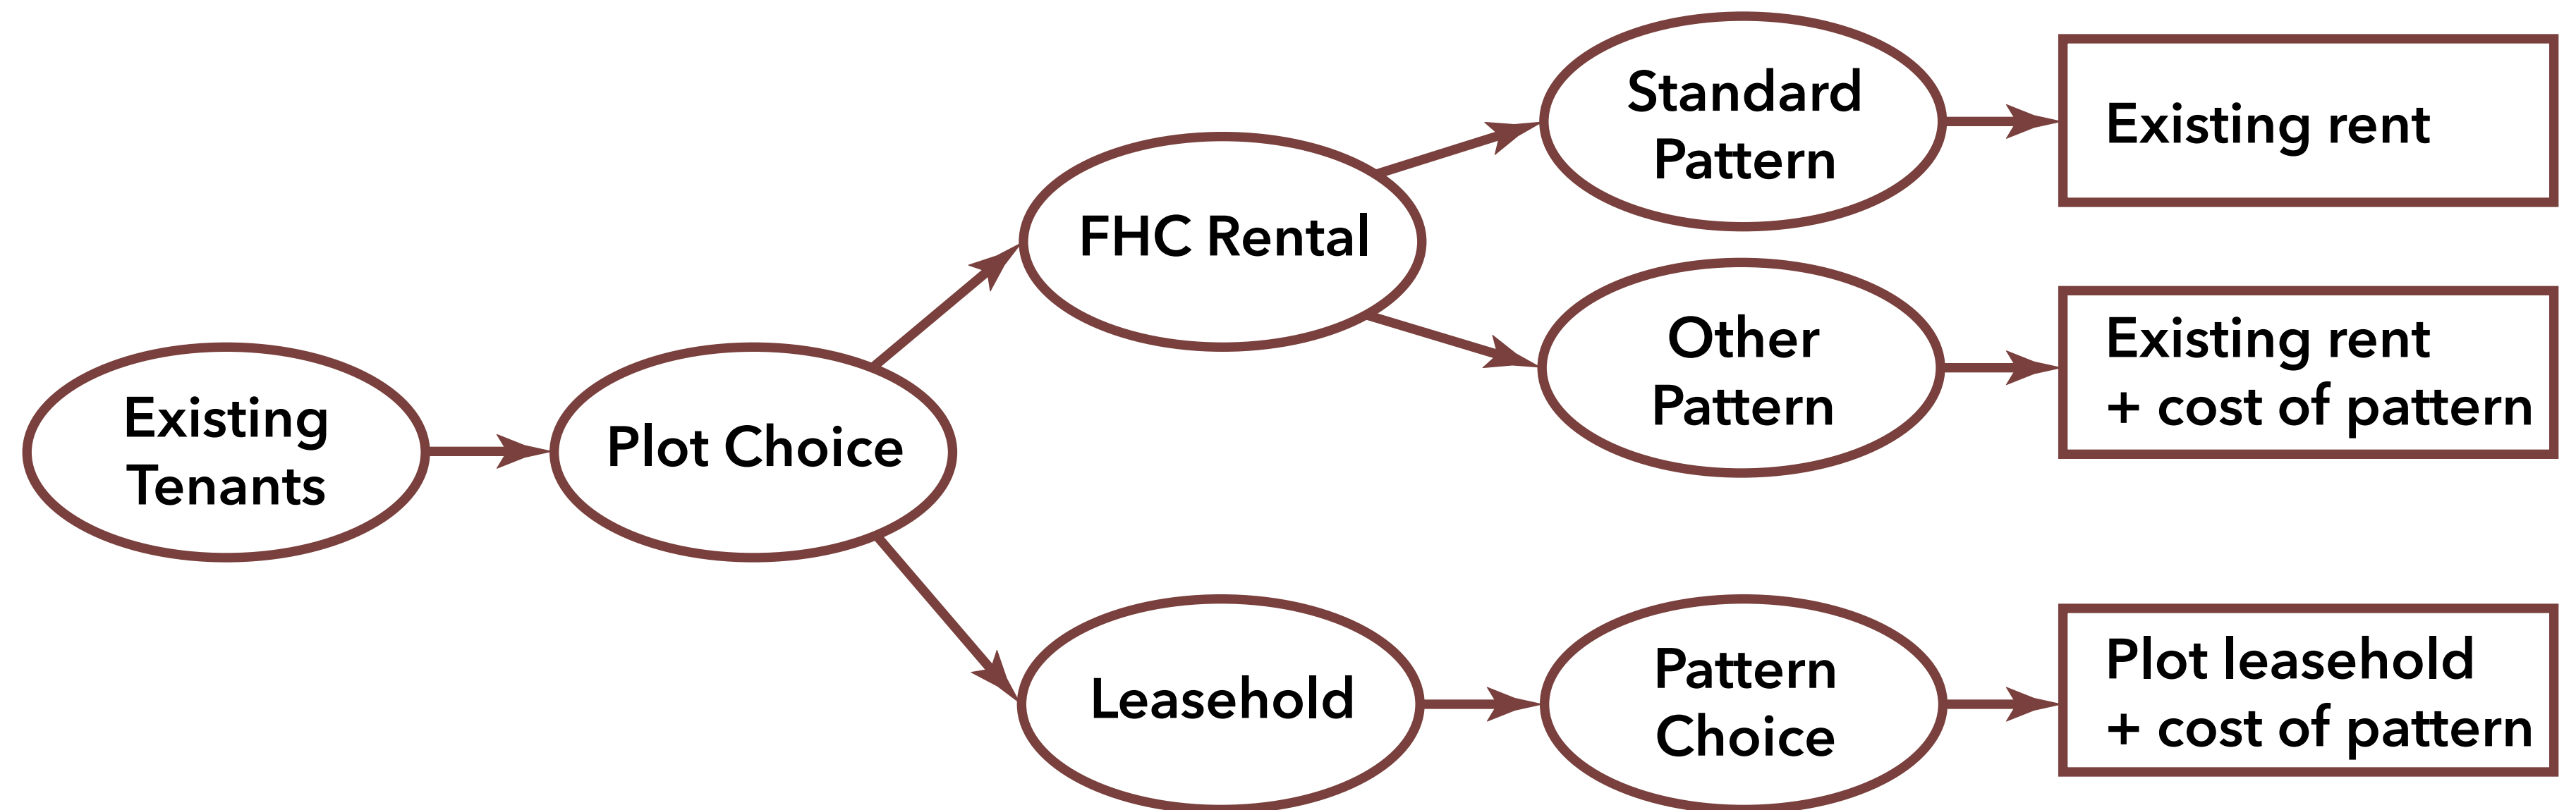 Existing
Tenants
Plot Choice
FHC Rental
Standard
Pattern
Existing rent
Other
Pattern
Existing rent
+ cost of pattern
Leasehold
Pattern
Choice
Plot leasehold
+ cost of pattern